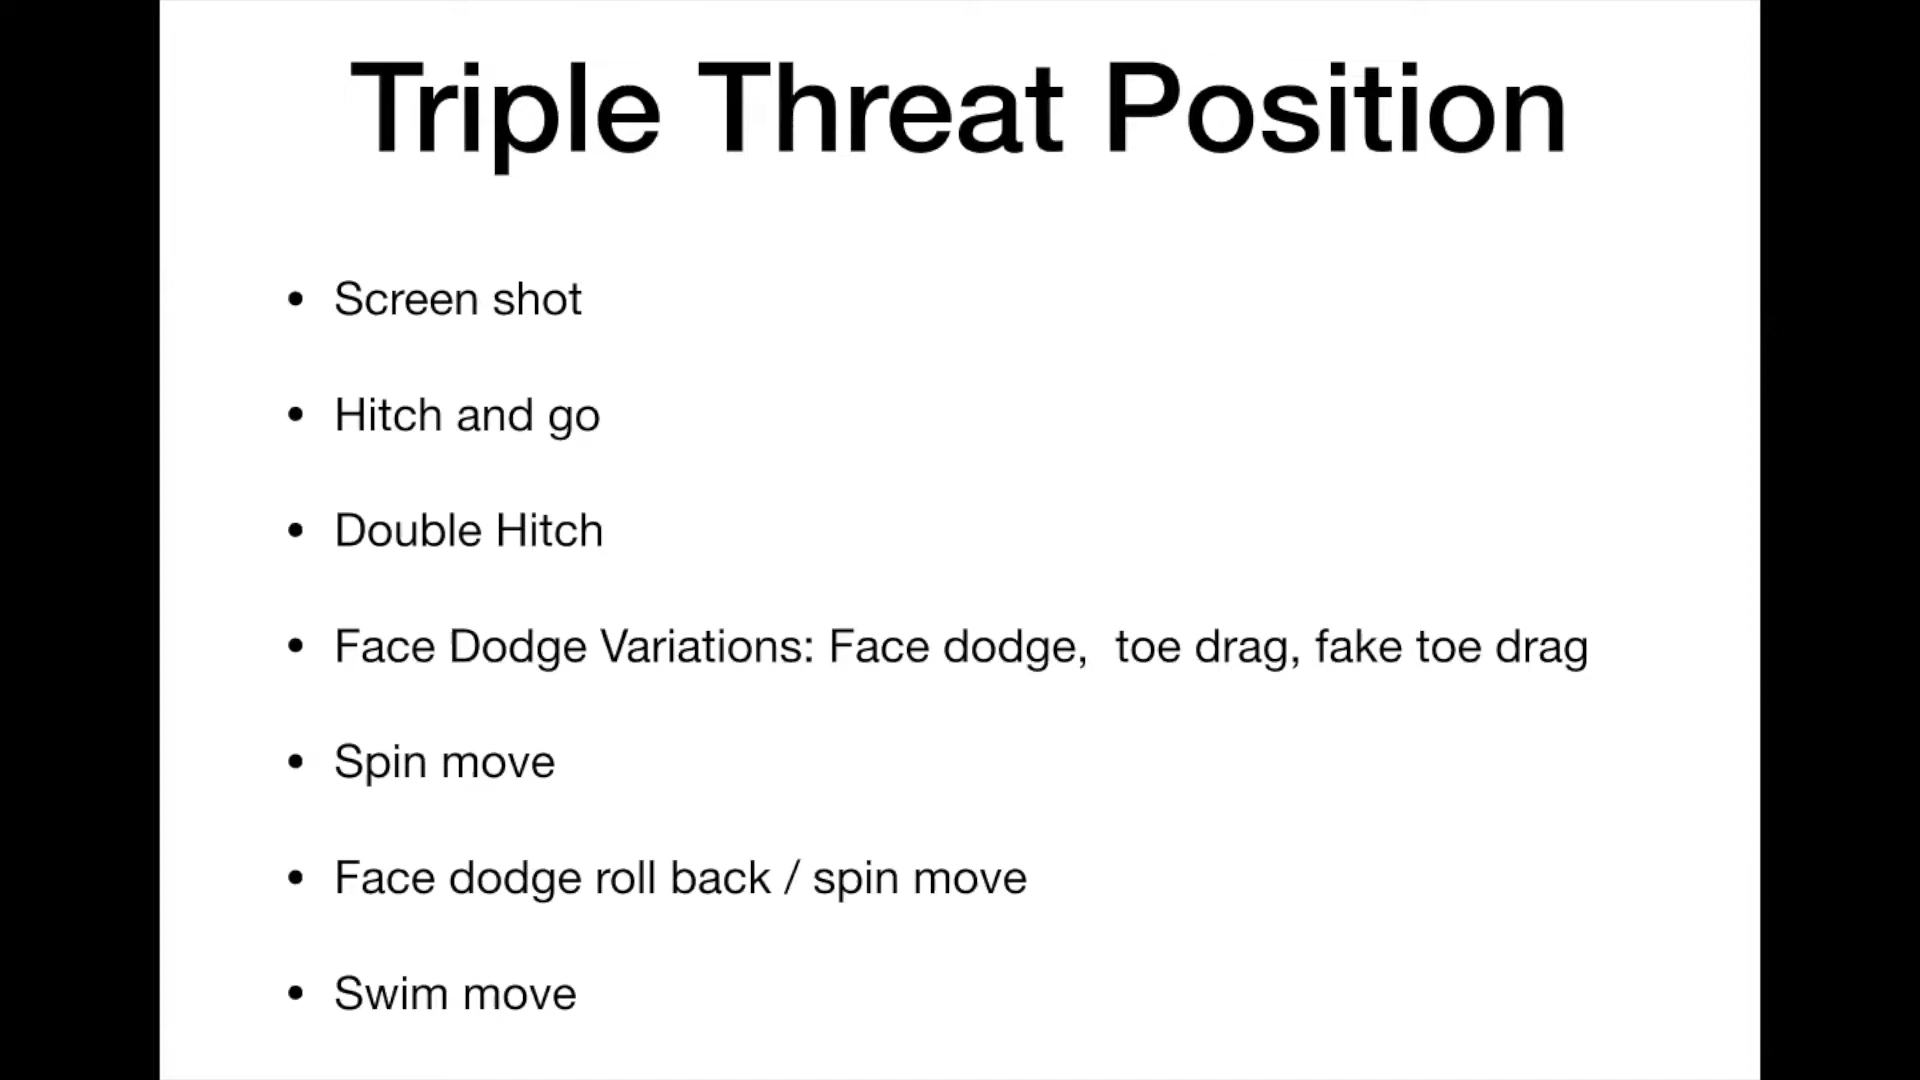 Triple Threat Position
• Screen shot
• Hitch and go
• Double Hitch
• Face Dodge Variations: Face dodge,  toe drag, fake toe drag
• Spin move
• Face dodge roll back / spin move
• Swim move